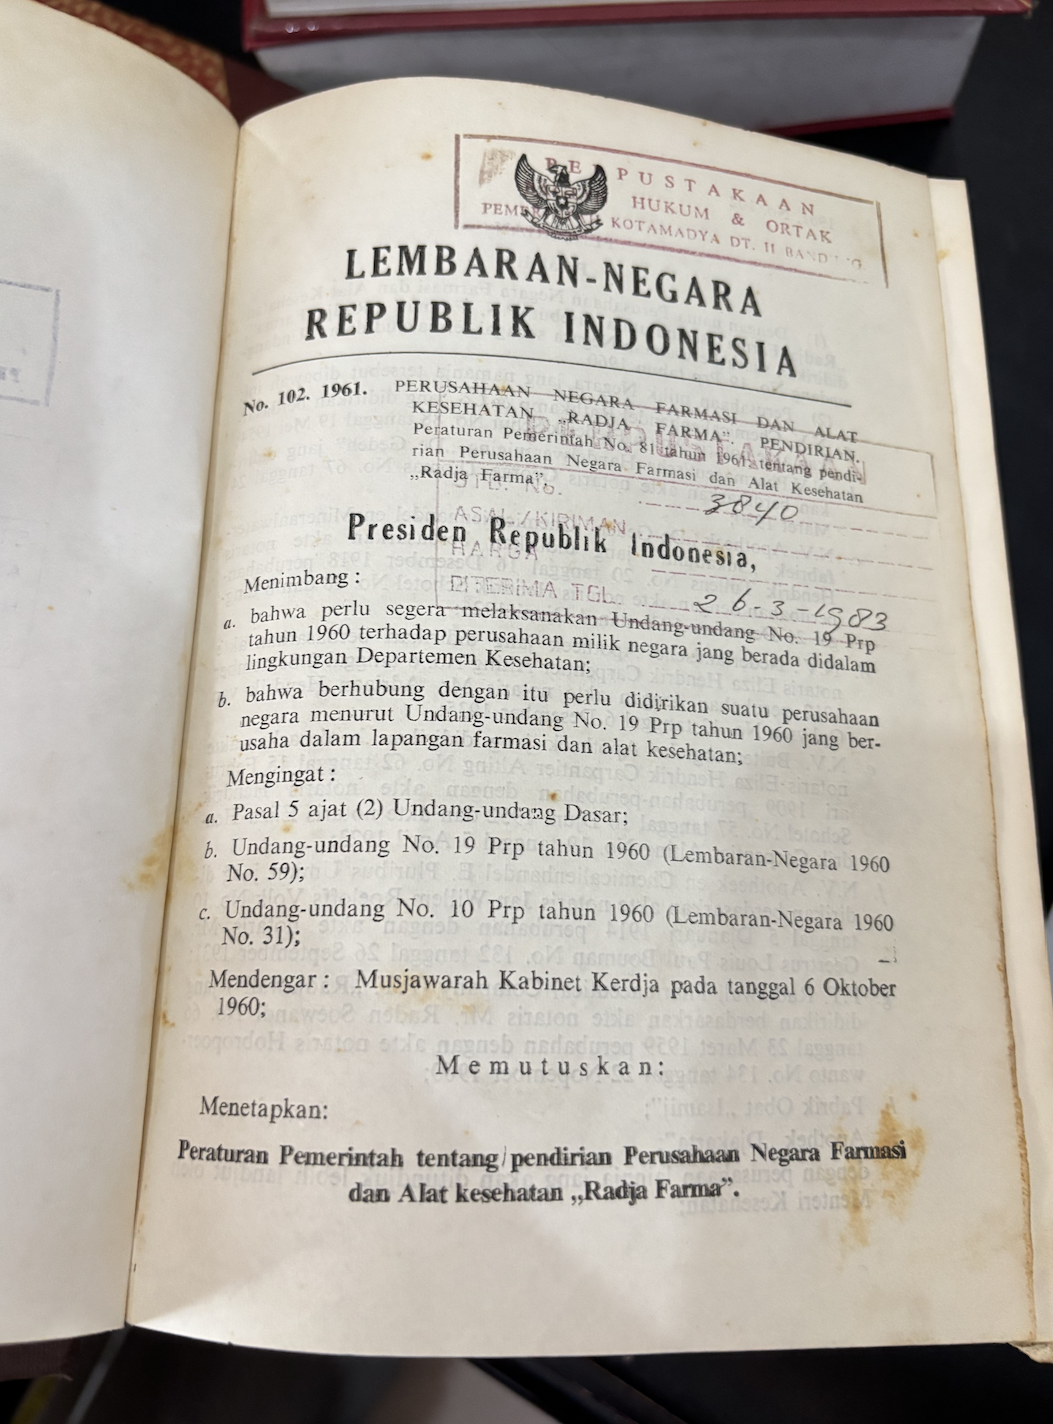 PE PUSTAKAAN
HUKUM & ORTAK
KOTAMADYA DT. II
LEMBARAN-NEGARA
REPUBLIK INDONESIA
No. 102. 1961. PERUSAHAAN NEGARA FARMASI DAN ALAT
KESEHATAN „RADJA FARMA”. PENDIRIAN.
Peraturan Pemerintah No. 81 tahun 1961 tentang pendi-
rian Perusahaan Negara Farmasi dan Alat Kesehatan
„Radja Farma”.
No.
3840
ASAL/KIRIMAN
Presiden Republik Indonesia,
HARGA
Menimbang :
DITERIMA TGL. 26-3-1983
a. bahwa perlu segera melaksanakan Undang-undang No. 19 Prp
tahun 1960 terhadap perusahaan milik negara jang berada didalam
lingkungan Departemen Kesehatan;
b. bahwa berhubung dengan itu perlu didirikan suatu perusahaan
negara menurut Undang-undang No. 19 Prp tahun 1960 jang ber-
usaha dalam lapangan farmasi dan alat kesehatan;
Mengingat :
a. Pasal 5 ajat (2) Undang-undang Dasar;
b. Undang-undang No. 19 Prp tahun 1960 (Lembaran-Negara 1960
No. 59);
c. Undang-undang No. 10 Prp tahun 1960 (Lembaran-Negara 1960
No. 31);
Mendengar : Musjawarah Kabinet Kerdja pada tanggal 6 Oktober
1960;
Memutuskan:
Menetapkan:
Peraturan Pemerintah tentang pendirian Perusahaan Negara Farmasi
dan Alat kesehatan „Radja Farma”.